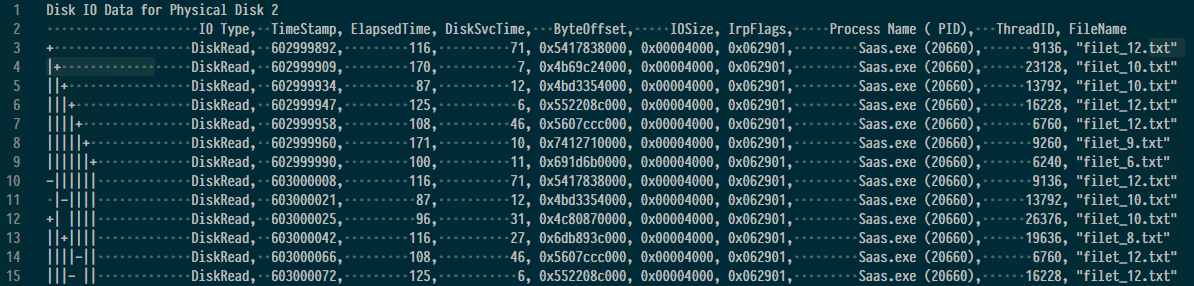 1 Disk IO Data for Physical Disk 2
2 IO Type, TimeStamp, ElapsedTime, DiskSvcTime, ByteOffset, IOSize, IrpFlags, Process Name ( PID), ThreadID, FileName
3 + DiskRead, 602999892, 116, 71, 0x5417838000, 0x00004000, 0x062901, Saas.exe (20660), 9136, "filet_12.txt"
4 |+ DiskRead, 602999909, 170, 7, 0x4b69c24000, 0x00004000, 0x062901, Saas.exe (20660), 23128, "filet_10.txt"
5 ||+ DiskRead, 602999934, 87, 12, 0x4bd3354000, 0x00004000, 0x062901, Saas.exe (20660), 13792, "filet_10.txt"
6 |||+ DiskRead, 602999947, 125, 6, 0x552208c000, 0x00004000, 0x062901, Saas.exe (20660), 16228, "filet_12.txt"
7 ||||+ DiskRead, 602999958, 108, 46, 0x5607ccc000, 0x00004000, 0x062901, Saas.exe (20660), 6760, "filet_12.txt"
8 |||||+ DiskRead, 602999960, 171, 10, 0x7412710000, 0x00004000, 0x062901, Saas.exe (20660), 9260, "filet_9.txt"
9 ||||||+ DiskRead, 602999990, 100, 11, 0x691d6b0000, 0x00004000, 0x062901, Saas.exe (20660), 6240, "filet_6.txt"
10 -|||||| DiskRead, 603000008, 116, 71, 0x5417838000, 0x00004000, 0x062901, Saas.exe (20660), 9136, "filet_12.txt"
11  |-|||| DiskRead, 603000021, 87, 12, 0x4bd3354000, 0x00004000, 0x062901, Saas.exe (20660), 13792, "filet_10.txt"
12 +| |||| DiskRead, 603000025, 96, 31, 0x4c80870000, 0x00004000, 0x062901, Saas.exe (20660), 26376, "filet_10.txt"
13 ||+|||| DiskRead, 603000042, 116, 27, 0x6db893c000, 0x00004000, 0x062901, Saas.exe (20660), 19636, "filet_8.txt"
14 ||||-|| DiskRead, 603000066, 108, 46, 0x5607ccc000, 0x00004000, 0x062901, Saas.exe (20660), 6760, "filet_12.txt"
15 |||- || DiskRead, 603000072, 125, 6, 0x552208c000, 0x00004000, 0x062901, Saas.exe (20660), 16228, "filet_12.txt"